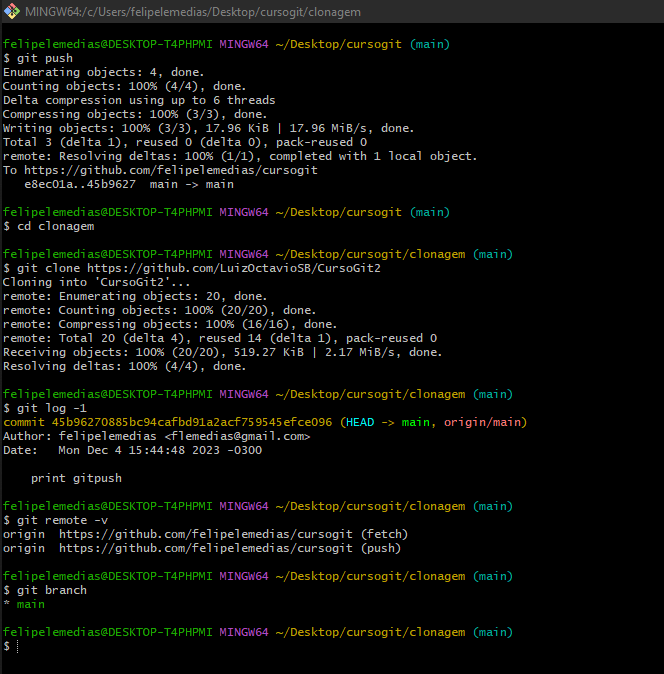 MINGW64:/c/Users/felipelemedias/Desktop/cursogit/clonagem
felipelemedias@DESKTOP-T4PHPMI MINGW64 ~/Desktop/cursogit (main)
$ git push
Enumerating objects: 4, done.
Counting objects: 100% (4/4), done.
Delta compression using up to 6 threads
Compressing objects: 100% (3/3), done.
Writing objects: 100% (3/3), 17.96 KiB | 17.96 MiB/s, done.
Total 3 (delta 1), reused 0 (delta 0), pack-reused 0
remote: Resolving deltas: 100% (1/1), completed with 1 local object.
To https://github.com/felipelemedias/cursogit
   e8ec01a..45b9627  main -> main
felipelemedias@DESKTOP-T4PHPMI MINGW64 ~/Desktop/cursogit (main)
$ cd clonagem
felipelemedias@DESKTOP-T4PHPMI MINGW64 ~/Desktop/cursogit/clonagem (main)
$ git clone https://github.com/LuizOctavioSB/CursoGit2
Cloning into 'CursoGit2'...
remote: Enumerating objects: 20, done.
remote: Counting objects: 100% (20/20), done.
remote: Compressing objects: 100% (16/16), done.
remote: Total 20 (delta 4), reused 14 (delta 1), pack-reused 0
Receiving objects: 100% (20/20), 519.27 KiB | 2.17 MiB/s, done.
Resolving deltas: 100% (4/4), done.
felipelemedias@DESKTOP-T4PHPMI MINGW64 ~/Desktop/cursogit/clonagem (main)
$ git log -1
commit 45b96270885bc94cafbd91a2acf759545efce096 (HEAD -> main, origin/main)
Author: felipelemedias <flemedias@gmail.com>
Date:   Mon Dec 4 15:44:48 2023 -0300
    print gitpush
felipelemedias@DESKTOP-T4PHPMI MINGW64 ~/Desktop/cursogit/clonagem (main)
$ git remote -v
origin  https://github.com/felipelemedias/cursogit (fetch)
origin  https://github.com/felipelemedias/cursogit (push)
felipelemedias@DESKTOP-T4PHPMI MINGW64 ~/Desktop/cursogit/clonagem (main)
$ git branch
* main
felipelemedias@DESKTOP-T4PHPMI MINGW64 ~/Desktop/cursogit/clonagem (main)
$